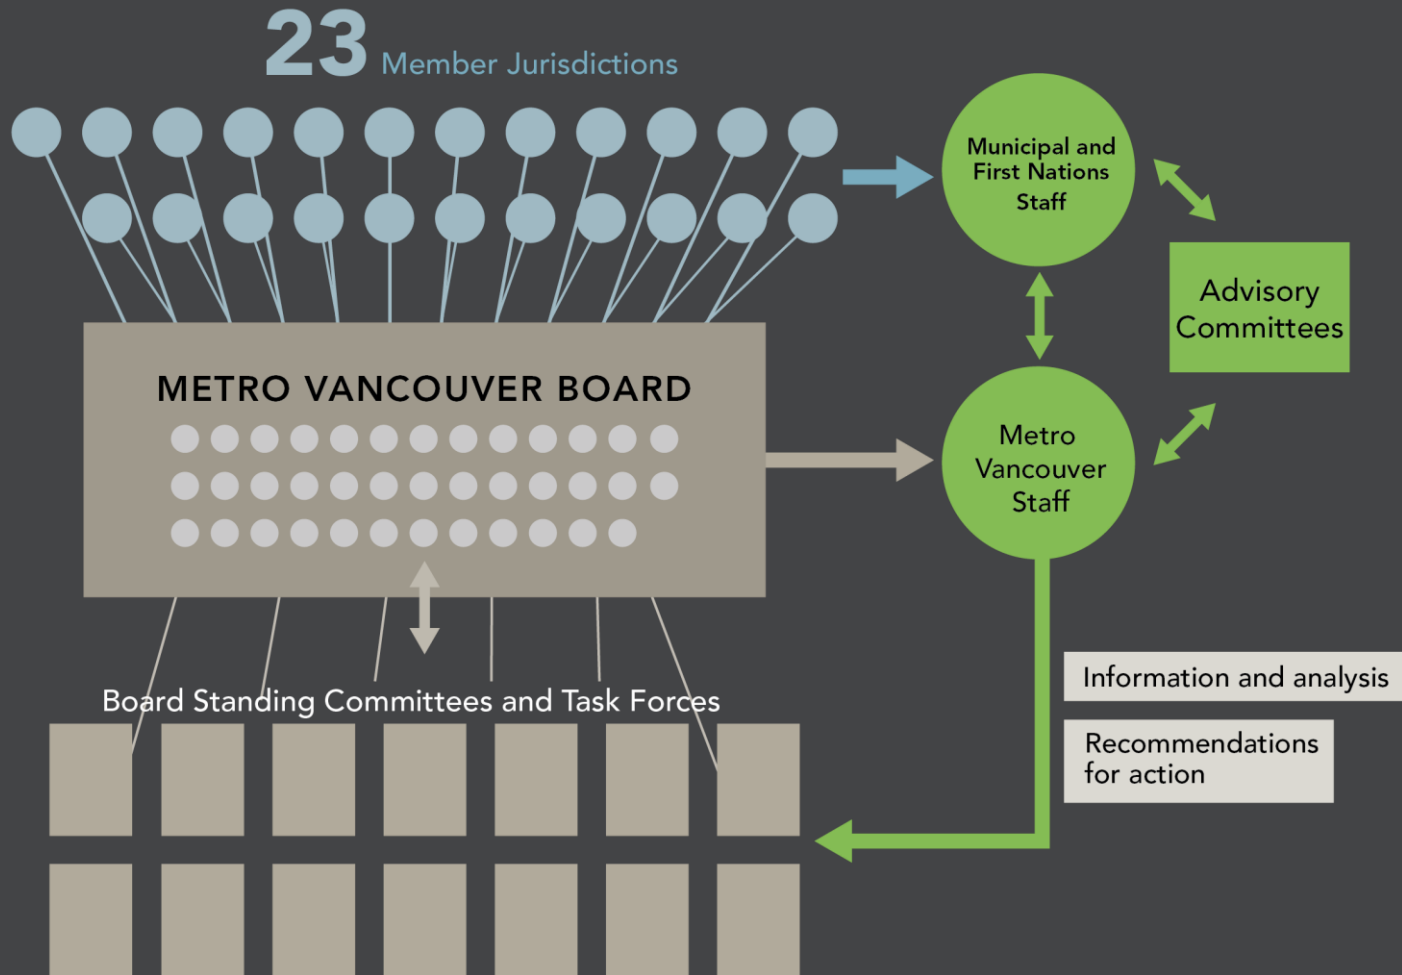 23 Member Jurisdictions
Municipal and
First Nations
Staff
Advisory
Committees
METRO VANCOUVER BOARD
Metro
Vancouver
Staff
Information and analysis
Board Standing Committees and Task Forces
Recommendations
for action